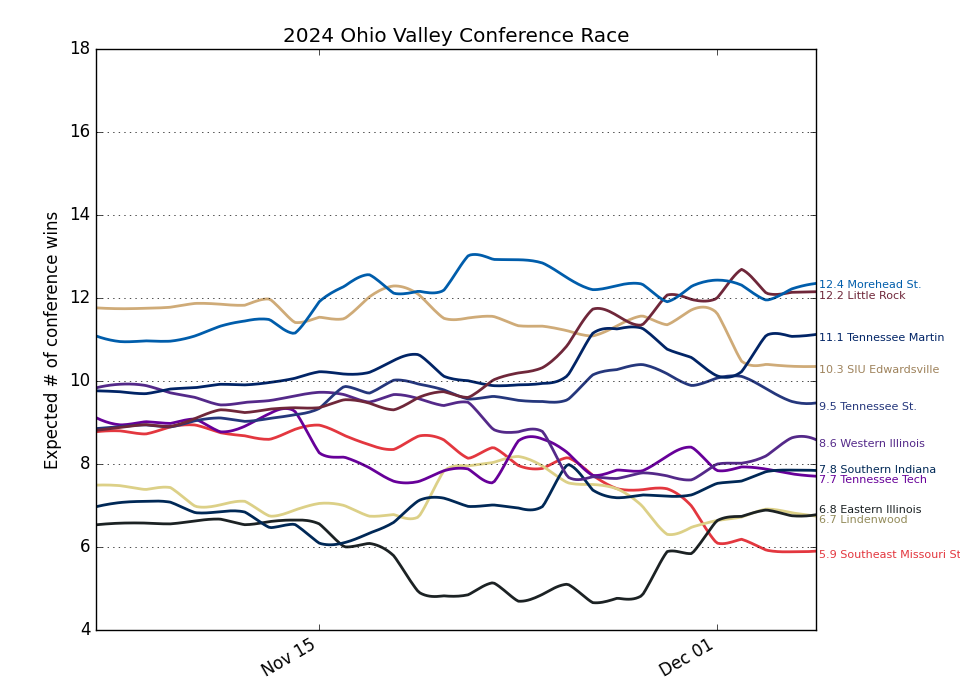 2024 Ohio Valley Conference Race
Expected # of conference wins
18
16
14
12
10
8
6
4
Nov 15
Dec 01
12.4 Morehead St.
12.2 Little Rock
11.1 Tennessee Martin
10.3 SIU Edwardsville
9.5 Tennessee St.
8.6 Western Illinois
7.8 Southern Indiana
7.7 Tennessee Tech
6.8 Eastern Illinois
6.7 Lindenwood
5.9 Southeast Missouri St